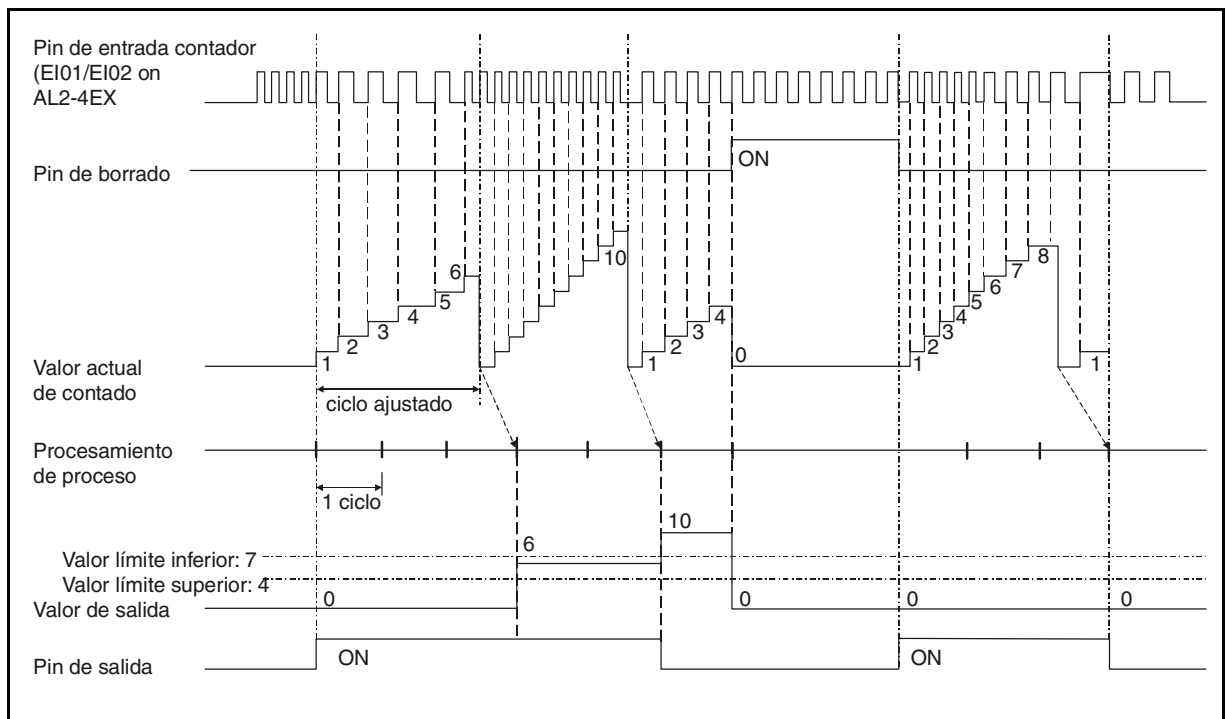 Pin de entrada contador
(EI01/EI02 on
AL2-4EX
Pin de borrado
ON
1
2
3
4
5
6
10
1
2
3
4
0
1
2
3
4
5
6
7
8
1
Valor actual
de contado
ciclo ajustado
Procesamiento
de proceso
1 ciclo
10
6
Valor límite inferior: 7
Valor límite superior: 4
Valor de salida
0
0
0
0
Pin de salida
ON
ON